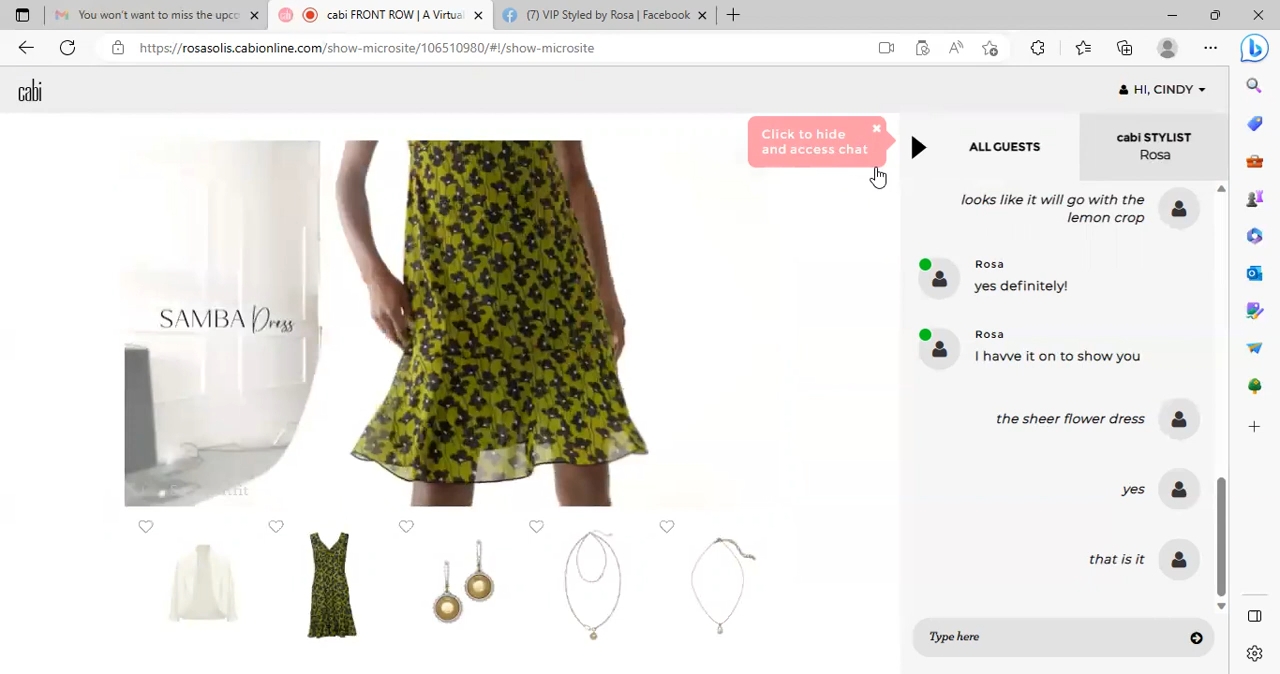 You won't want to miss the upco
cabi FRONT ROW | A Virtual
(7) VIP Styled by Rosa | Facebook
https://rosasolis.cabionline.com/show-microsite/106510980/#!/show-microsite
cabi
HI, CINDY
Click to hide
and access chat
ALL GUESTS
cabi STYLIST
Rosa
looks like it will go with the
lemon crop
Rosa
yes definitely!
Rosa
I havve it on to show you
the sheer flower dress
yes
that is it
Type here
SAMBA Dress